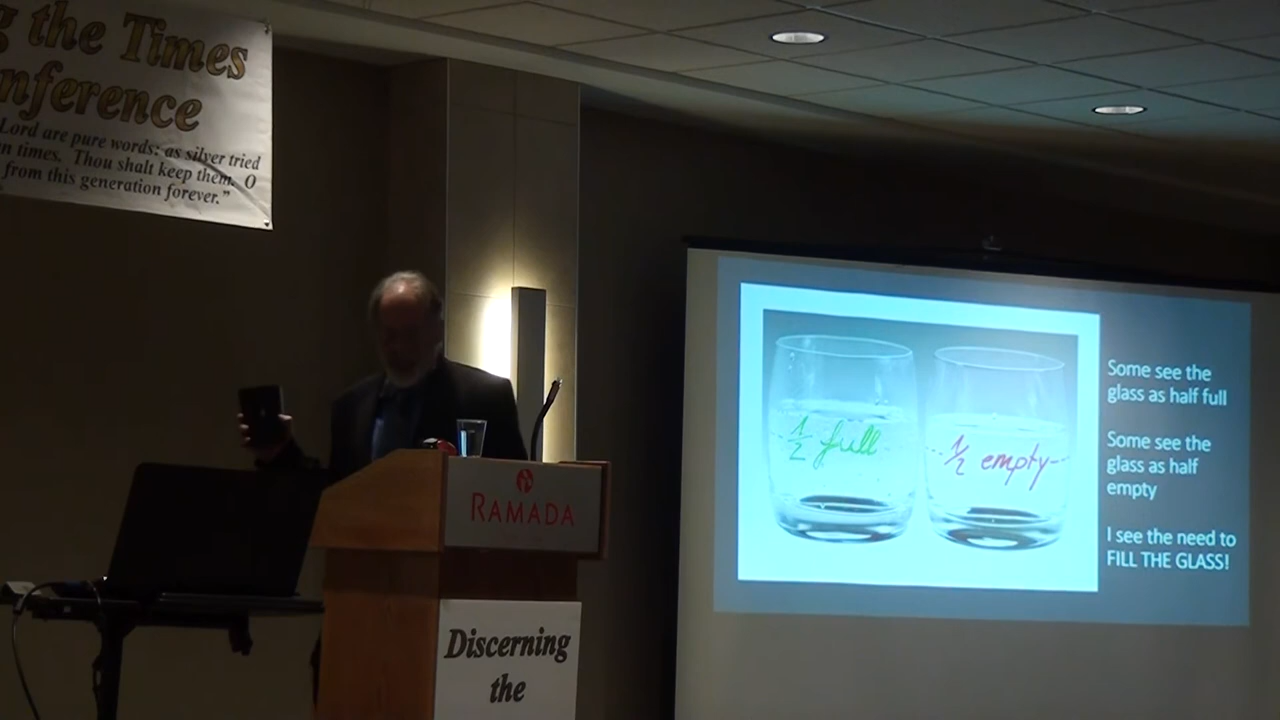 g the Times
nference
Lord are pure words: as silver tried
n times. Thou shalt keep them. O
from this generation forever.”
RAMADA
Discerning
the
1/2 full
1/2 empty
Some see the
glass as half full
Some see the
glass as half
empty
I see the need to
FILL THE GLASS!